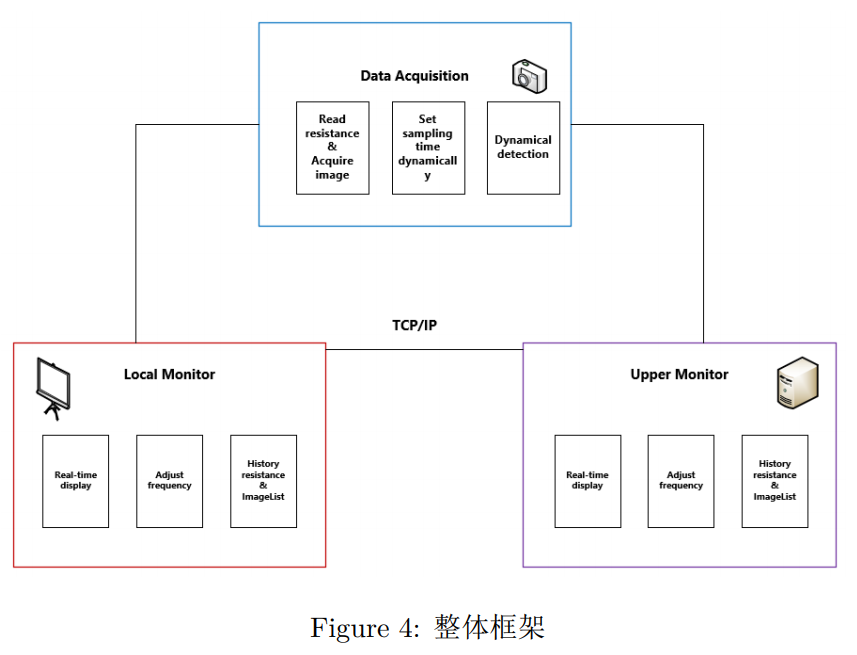 Data Acquisition
Read
resistance
&
Acquire
image
Set
sampling
time
dynamicall
y
Dynamical
detection
TCP/IP
Local Monitor
Real-time
display
Adjust
frequency
History
resistance
&
ImageList
Upper Monitor
Real-time
display
Adjust
frequency
History
resistance
&
ImageList
Figure 4: 整体框架